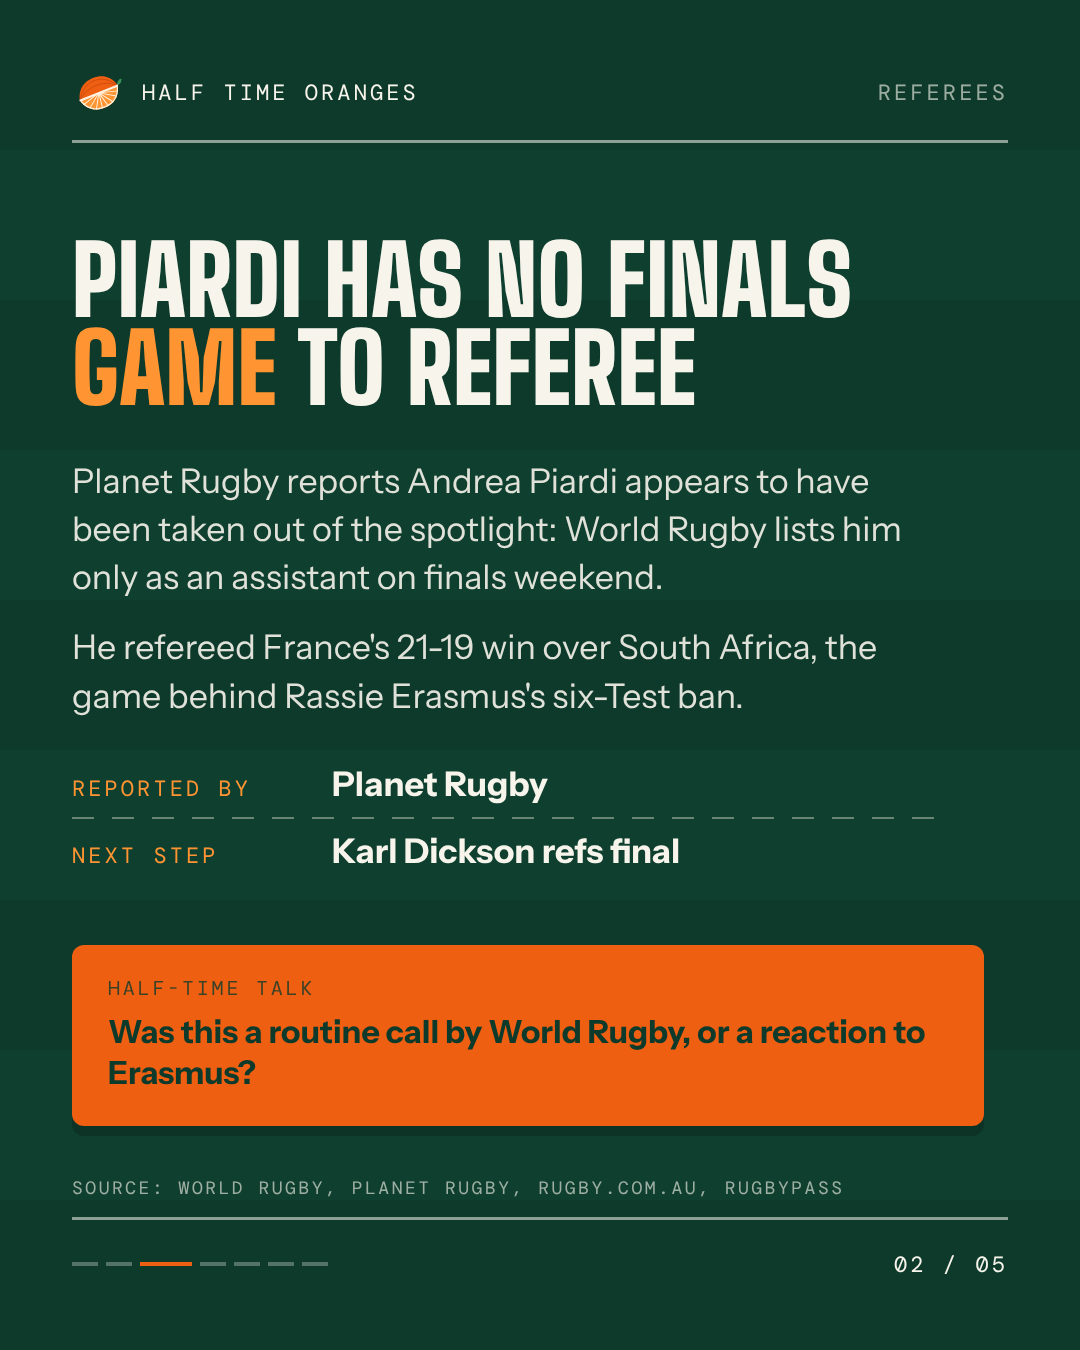 HALF TIME ORANGES
REFEREES
PIARDI HAS NO FINALS
GAME TO REFEREE
Planet Rugby reports Andrea Piardi appears to have
been taken out of the spotlight: World Rugby lists him
only as an assistant on finals weekend.
He refereed France's 21-19 win over South Africa, the
game behind Rassie Erasmus's six-Test ban.
REPORTED BY Planet Rugby
NEXT STEP Karl Dickson refs final
HALF-TIME TALK
Was this a routine call by World Rugby, or a reaction to
Erasmus?
SOURCE: WORLD RUGBY, PLANET RUGBY, RUGBY.COM.AU, RUGBYPASS
02 / 05